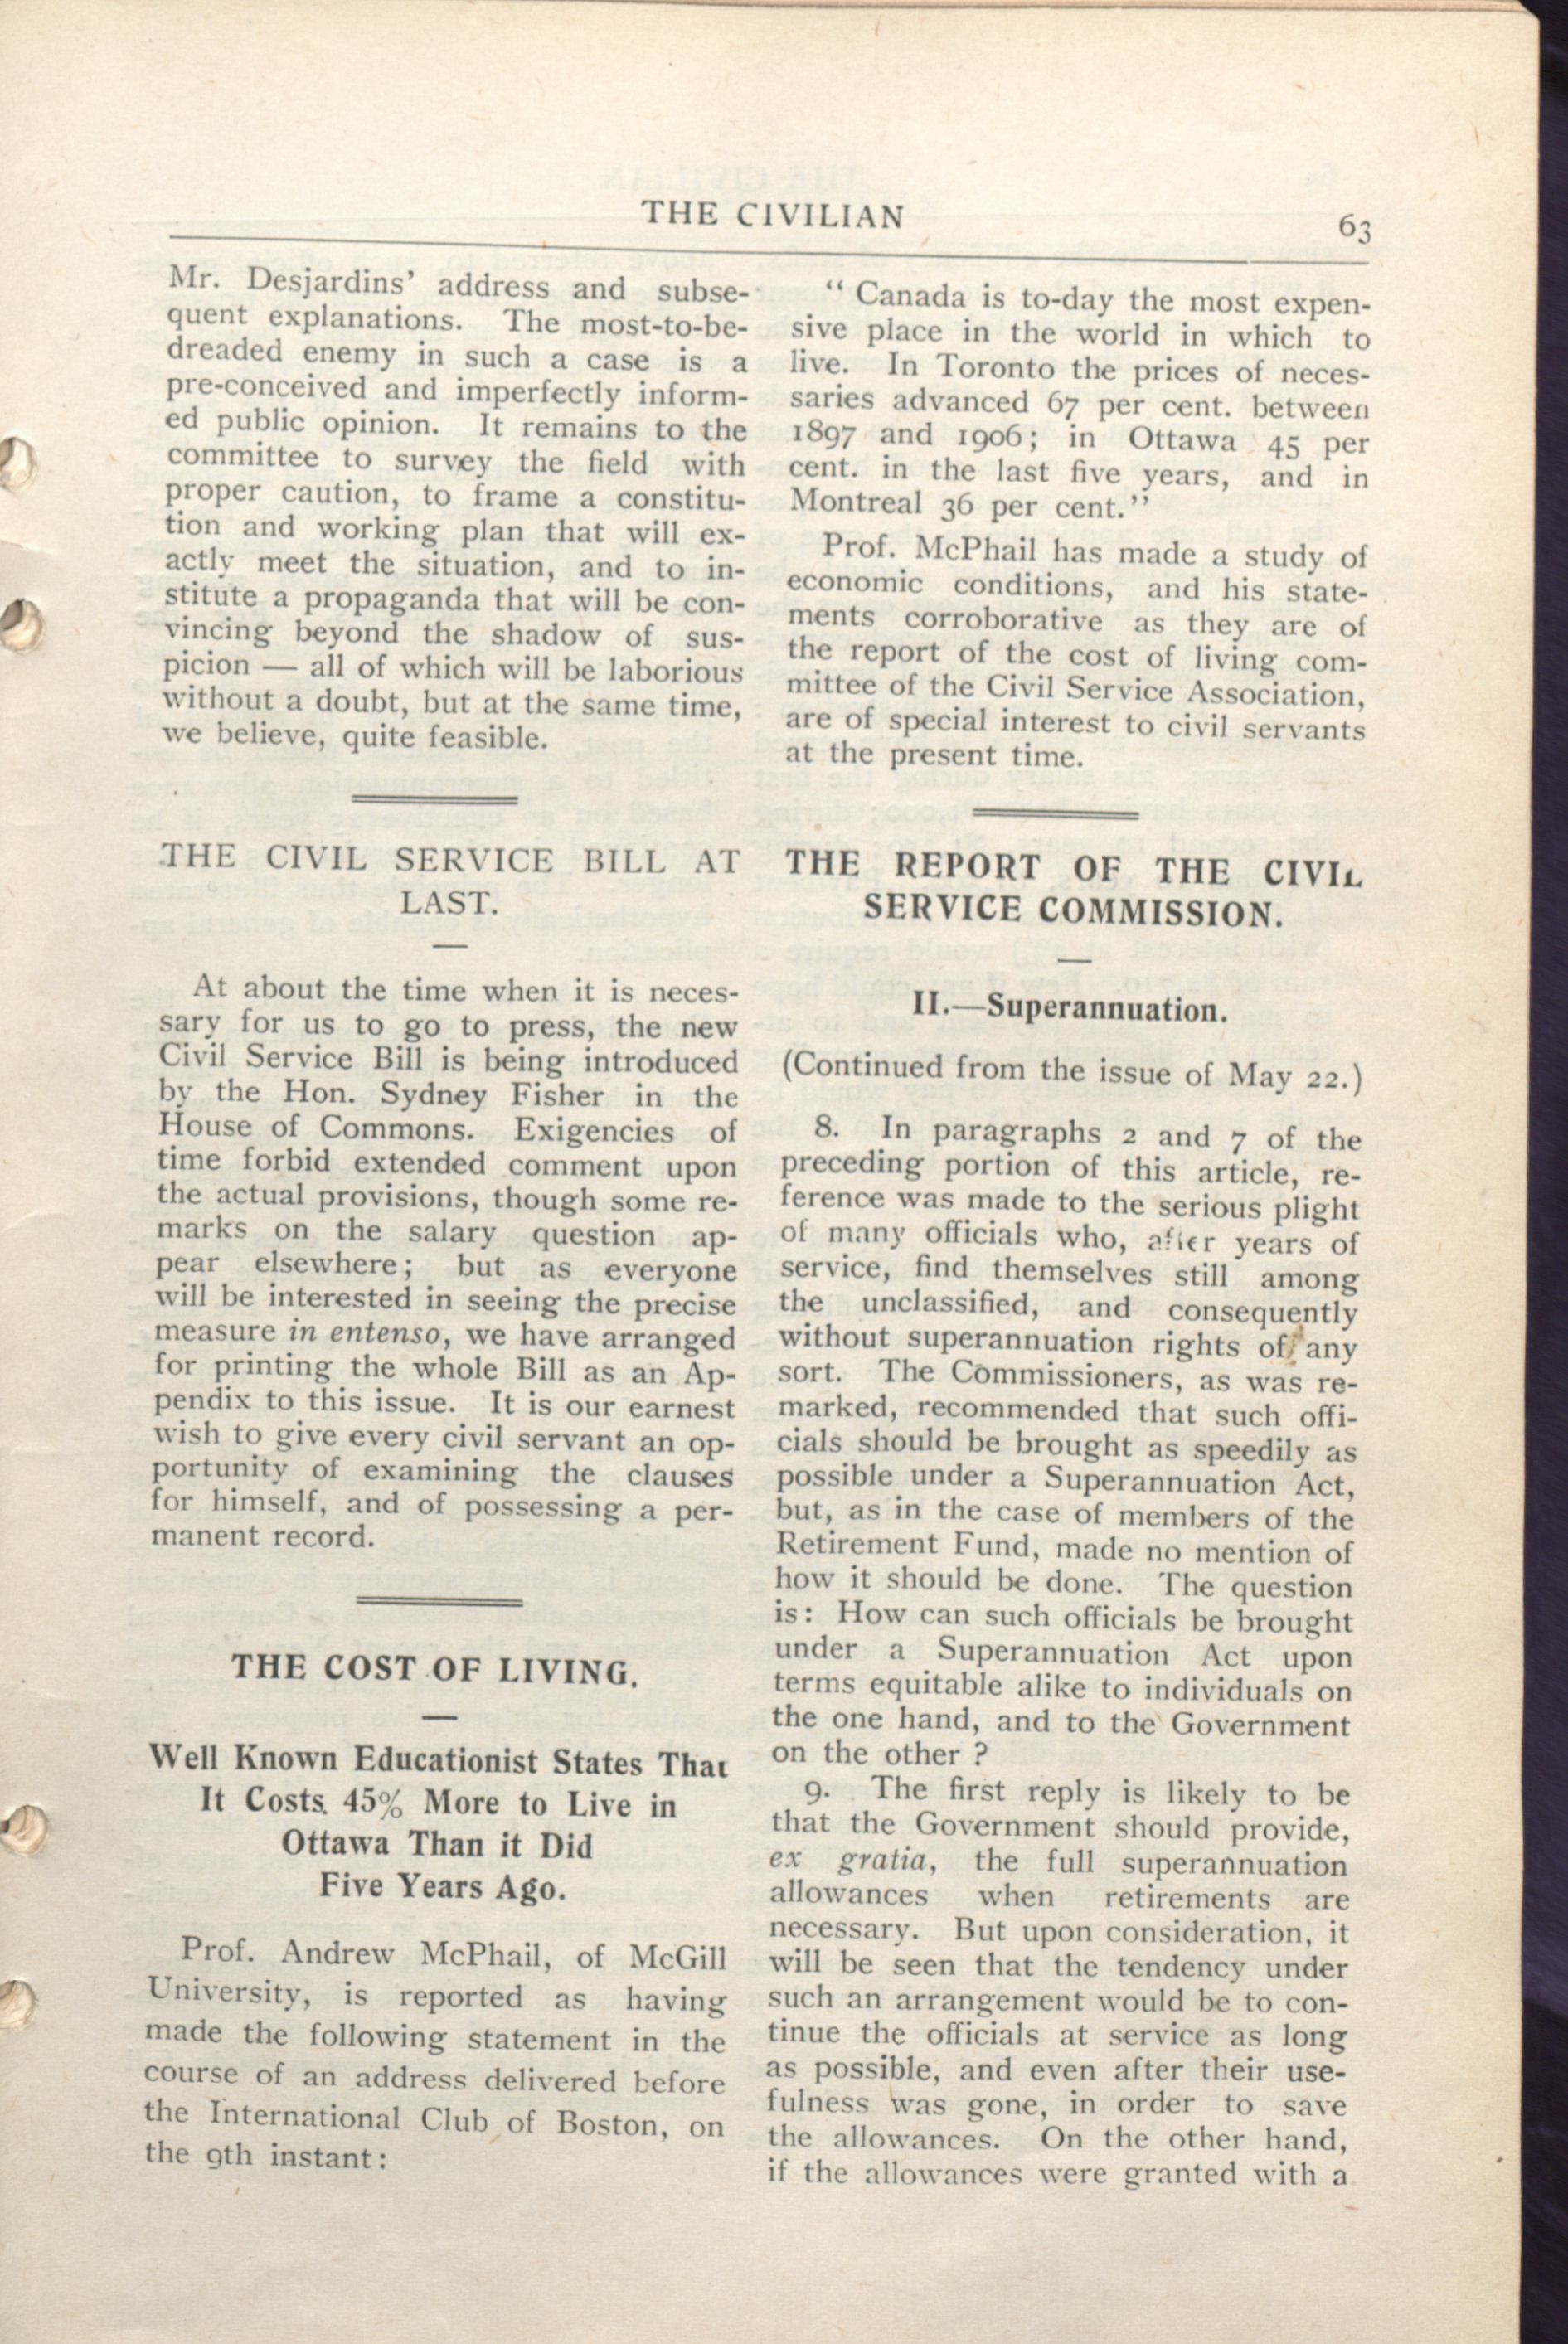 THE CIVILIAN
63
Mr. Desjardins' address and subse-
quent explanations. The most-to-be-
dreaded enemy in such a case is a
pre-conceived and imperfectly inform-
ed public opinion. It remains to the
committee to survey the field with
proper caution, to frame a constitu-
tion and working plan that will ex-
actly meet the situation, and to in-
stitute a propaganda that will be con-
vincing beyond the shadow of sus-
picion — all of which will be laborious
without a doubt, but at the same time,
we believe, quite feasible.
THE CIVIL SERVICE BILL AT
LAST.
At about the time when it is neces-
sary for us to go to press, the new
Civil Service Bill is being introduced
by the Hon. Sydney Fisher in the
House of Commons. Exigencies of
time forbid extended comment upon
the actual provisions, though some re-
marks on the salary question ap-
pear elsewhere; but as everyone
will be interested in seeing the precise
measure in entenso, we have arranged
for printing the whole Bill as an Ap-
pendix to this issue. It is our earnest
wish to give every civil servant an op-
portunity of examining the clauses
for himself, and of possessing a per-
manent record.
THE COST OF LIVING.
Well Known Educationist States That
It Costs 45% More to Live in
Ottawa Than it Did
Five Years Ago.
Prof. Andrew McPhail, of McGill
University, is reported as having
made the following statement in the
course of an address delivered before
the International Club of Boston, on
the 9th instant:
" Canada is to-day the most expen-
sive place in the world in which to
live. In Toronto the prices of neces-
saries advanced 67 per cent. between
1897 and 1906; in Ottawa 45 per
cent. in the last five years, and in
Montreal 36 per cent."
Prof. McPhail has made a study of
economic conditions, and his state-
ments corroborative as they are of
the report of the cost of living com-
mittee of the Civil Service Association,
are of special interest to civil servants
at the present time.
THE REPORT OF THE CIVIL
SERVICE COMMISSION.
II.—Superannuation.
(Continued from the issue of May 22.)
8. In paragraphs 2 and 7 of the
preceding portion of this article, re-
ference was made to the serious plight
of many officials who, after years of
service, find themselves still among
the unclassified, and consequently
without superannuation rights of any
sort. The Commissioners, as was re-
marked, recommended that such offi-
cials should be brought as speedily as
possible under a Superannuation Act,
but, as in the case of members of the
Retirement Fund, made no mention of
how it should be done. The question
is: How can such officials be brought
under a Superannuation Act upon
terms equitable alike to individuals on
the one hand, and to the Government
on the other ?
9. The first reply is likely to be
that the Government should provide,
ex gratia, the full superannuation
allowances when retirements are
necessary. But upon consideration, it
will be seen that the tendency under
such an arrangement would be to con-
tinue the officials at service as long
as possible, and even after their use-
fulness was gone, in order to save
the allowances. On the other hand,
if the allowances were granted with a